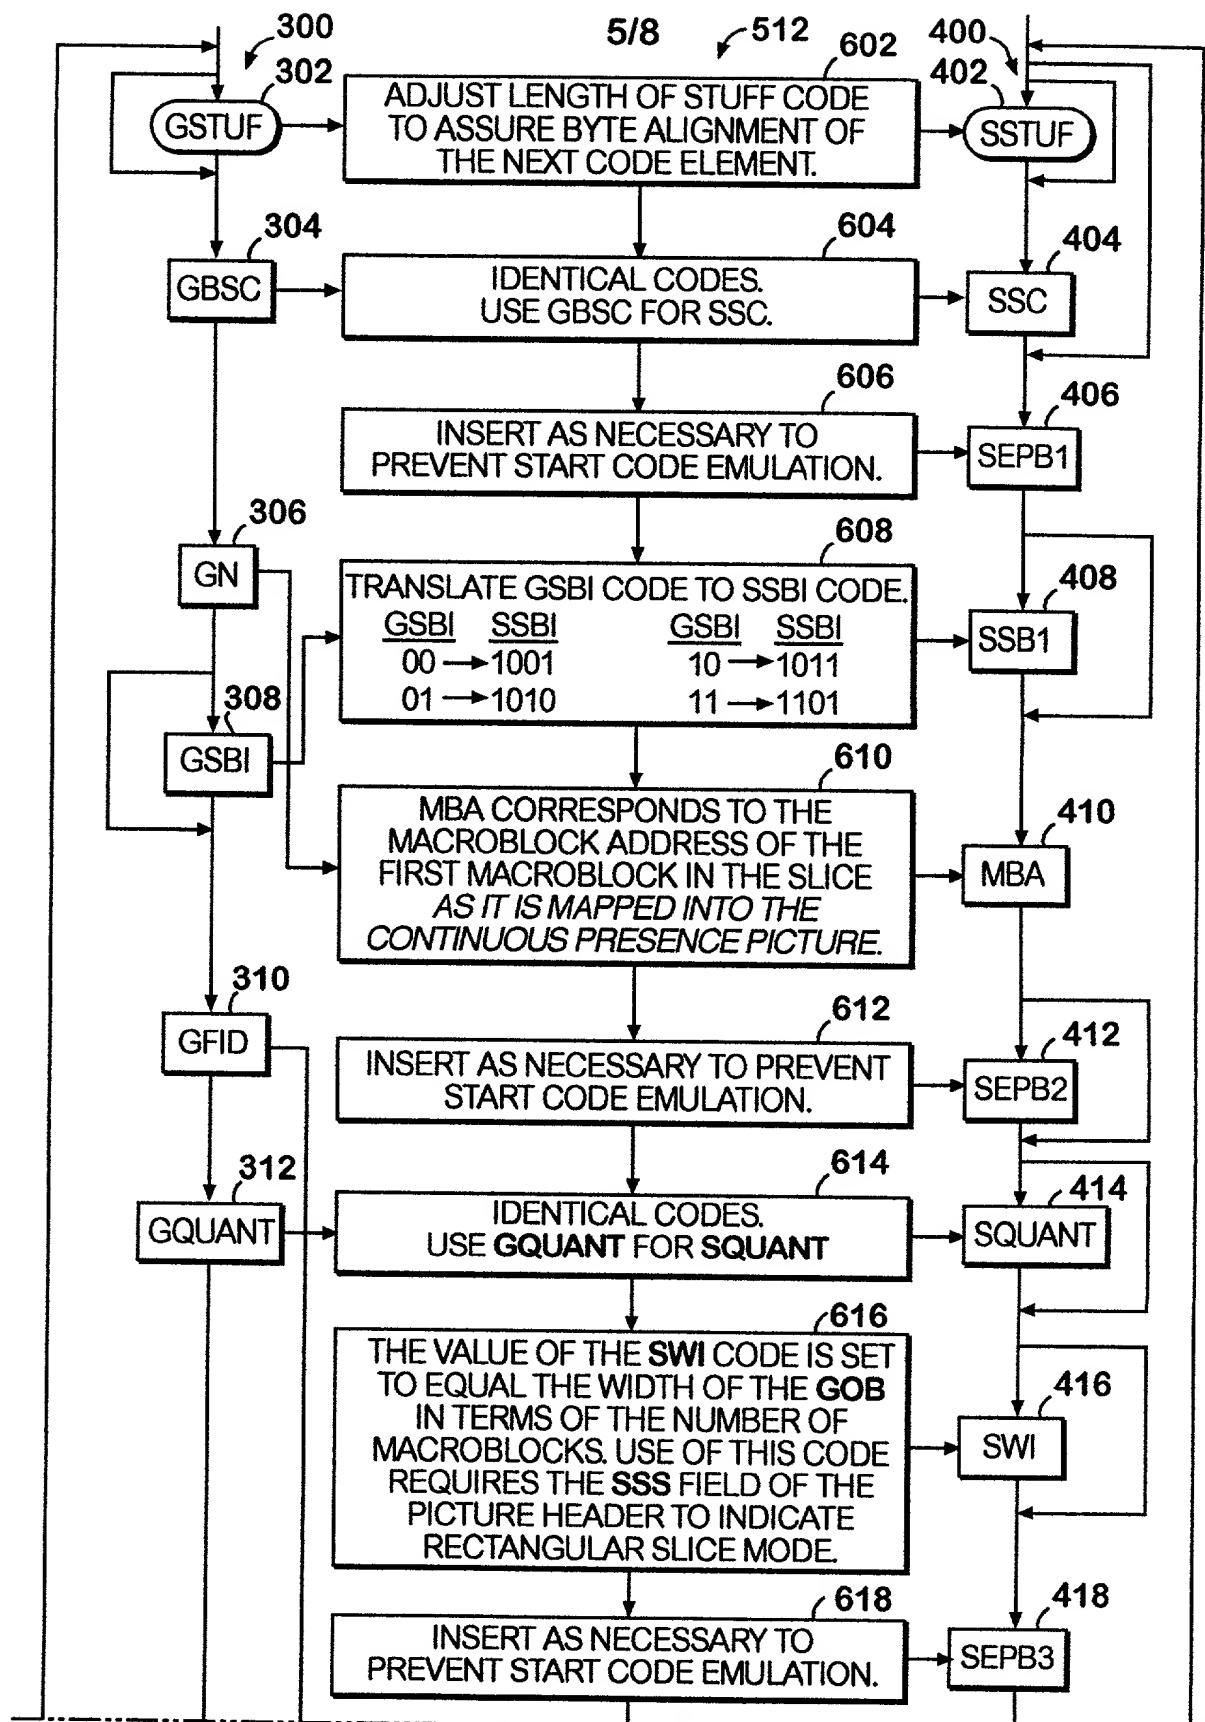 300
5/8
512
602
400
302
402
GSTUF
ADJUST LENGTH OF STUFF CODE
TO ASSURE BYTE ALIGNMENT OF
THE NEXT CODE ELEMENT.
SSTUF
304
604
404
GBSC
IDENTICAL CODES.
USE GBSC FOR SSC.
SSC
606
406
INSERT AS NECESSARY TO
PREVENT START CODE EMULATION.
SEPB1
306
608
408
GN
TRANSLATE GSBI CODE TO SSBI CODE.
GSBI SSBI GSBI SSBI
00 → 1001 10 → 1011
01 → 1010 11 → 1101
SSB1
308
GSBI
610
410
MBA CORRESPONDS TO THE
MACROBLOCK ADDRESS OF THE
FIRST MACROBLOCK IN THE SLICE
AS IT IS MAPPED INTO THE
CONTINUOUS PRESENCE PICTURE.
MBA
310
612
412
GFID
INSERT AS NECESSARY TO PREVENT
START CODE EMULATION.
SEPB2
312
614
414
GQUANT
IDENTICAL CODES.
USE GQUANT FOR SQUANT
SQUANT
616
416
THE VALUE OF THE SWI CODE IS SET
TO EQUAL THE WIDTH OF THE GOB
IN TERMS OF THE NUMBER OF
MACROBLOCKS. USE OF THIS CODE
REQUIRES THE SSS FIELD OF THE
PICTURE HEADER TO INDICATE
RECTANGULAR SLICE MODE.
SWI
618
418
INSERT AS NECESSARY TO
PREVENT START CODE EMULATION.
SEPB3